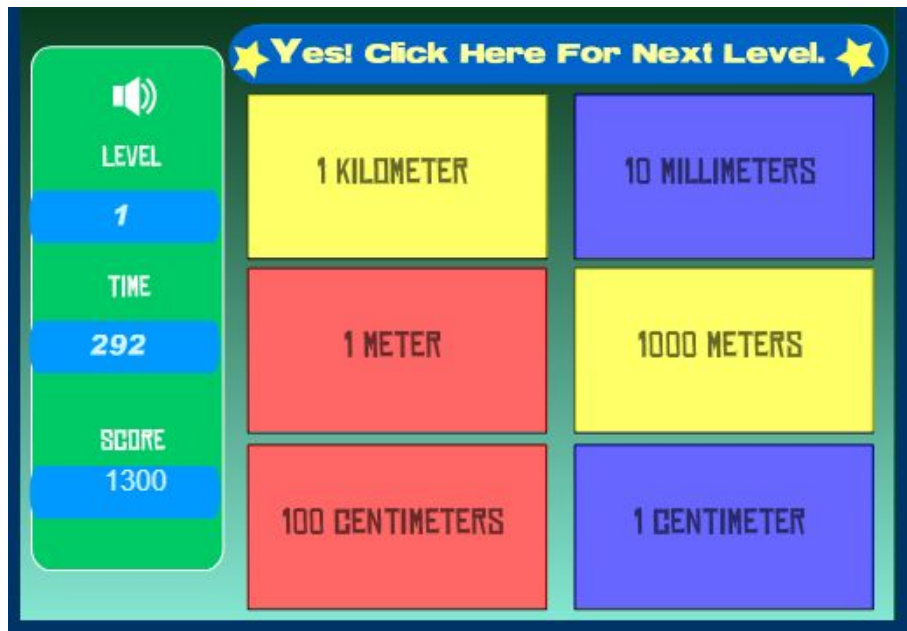 Yes! Click Here For Next Level.
LEVEL
1
TIME
292
SCORE
1300
1 KILOMETER
10 MILLIMETERS
1 METER
1000 METERS
100 CENTIMETERS
1 CENTIMETER